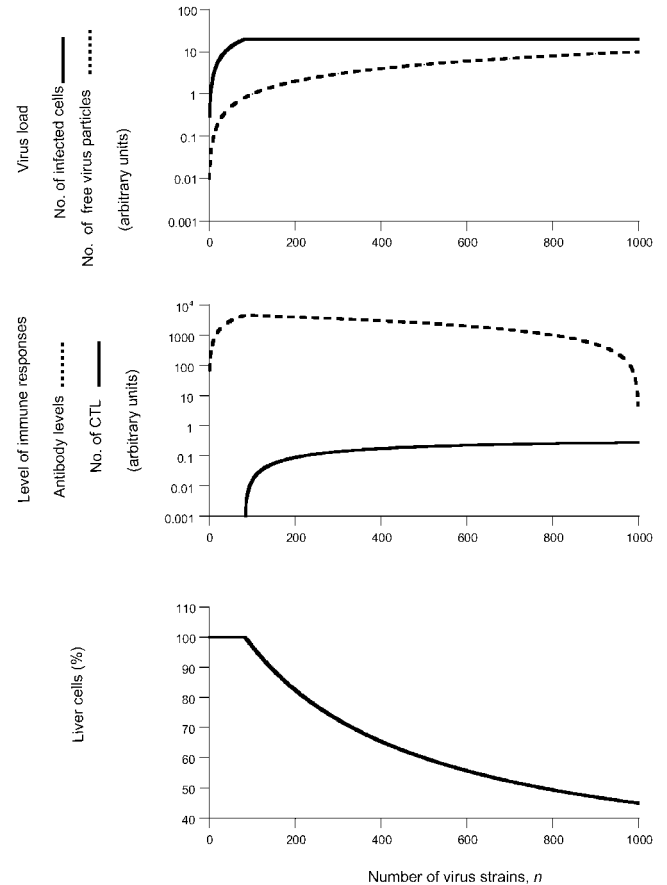 Virus load
No. of infected cells
No. of free virus particles
(arbitrary units)
100
10
1
0.1
0.01
0.001
0 200 400 600 800 1000
Level of immune responses
Antibody levels
No. of CTL
(arbitrary units)
10⁴
1000
100
10
1
0.1
0.01
0.001
0 200 400 600 800 1000
Liver cells (%)
110
100
90
80
70
60
50
40
0 200 400 600 800 1000
Number of virus strains, n